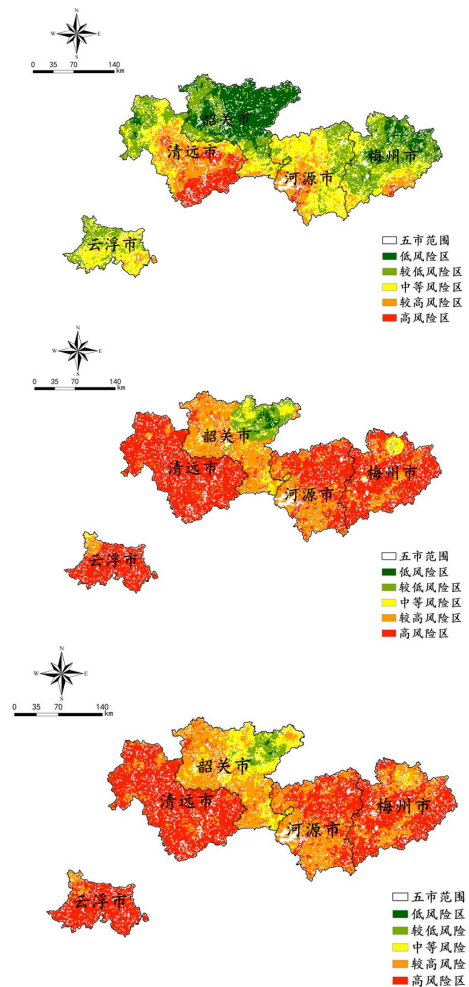 N
W E
S
0 35 70 140
km
韶关市
清远市
梅州市
河源市
云浮市
五市范围
低风险区
较低风险区
中等风险区
较高风险区
高风险区
N
W E
S
0 35 70 140
km
韶关市
清远市
梅州市
河源市
云浮市
五市范围
低风险区
较低风险区
中等风险区
较高风险区
高风险区
N
W E
S
0 35 70 140
km
韶关市
清远市
梅州市
河源市
云浮市
五市范围
低风险区
较低风险
中等风险
较高风险
高风险区